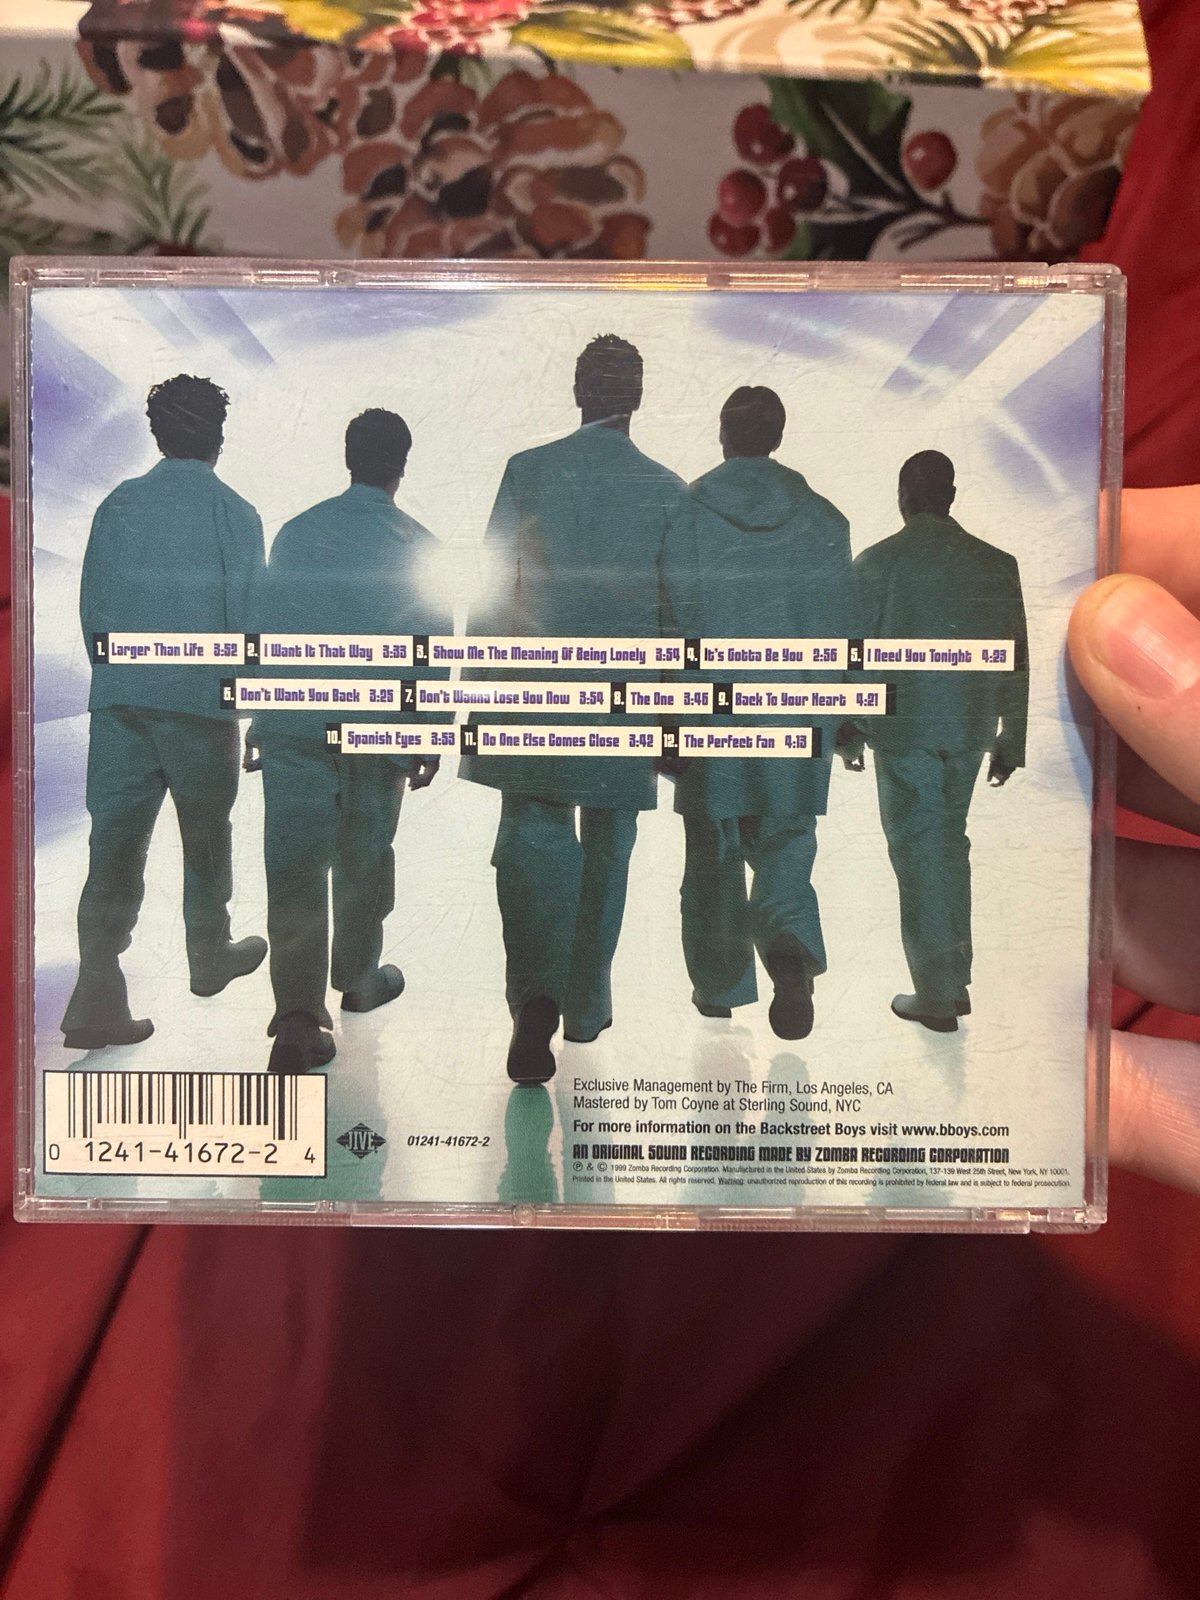 1. Larger Than Life 3:52 2. I Want It That Way 3:33 3. Show Me The Meaning Of Being Lonely 3:54 4. It's Gotta Be You 2:56 5. I Need You Tonight 4:23
6. Don't Want You Back 3:25 7. Don't Wanna Lose You Now 3:54 8. The One 3:46 9. Back To Your Heart 4:21
10. Spanish Eyes 3:53 11. No One Else Comes Close 3:42 12. The Perfect Fan 4:13
0 1241-41672-2 4
JIVE
01241-41672-2
Exclusive Management by The Firm, Los Angeles, CA
Mastered by Tom Coyne at Sterling Sound, NYC
For more information on the Backstreet Boys visit www.bboys.com
AN ORIGINAL SOUND RECORDING MADE BY ZOMBA RECORDING CORPORATION
℗ & © 1999 Zomba Recording Corporation. Manufactured in the United States by Zomba Recording Corporation, 137-139 West 25th Street, New York, NY 10001.
Printed in the United States. All rights reserved. Warning: unauthorized reproduction of this recording is prohibited by federal law and is subject to federal prosecution.